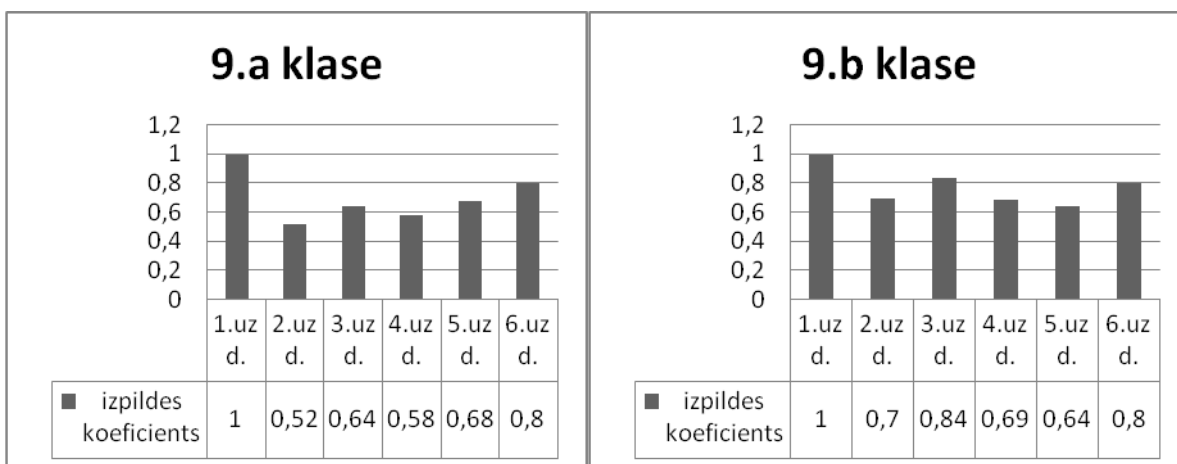 9.a klase
1,2
1
0,8
0,6
0,4
0,2
0
1.uz
d.
2.uz
d.
3.uz
d.
4.uz
d.
5.uz
d.
6.uz
d.
izpildes
koeficients
1
0,52
0,64
0,58
0,68
0,8
9.b klase
1,2
1
0,8
0,6
0,4
0,2
0
1.uz
d.
2.uz
d.
3.uz
d.
4.uz
d.
5.uz
d.
6.uz
d.
izpildes
koeficients
1
0,7
0,84
0,69
0,64
0,8